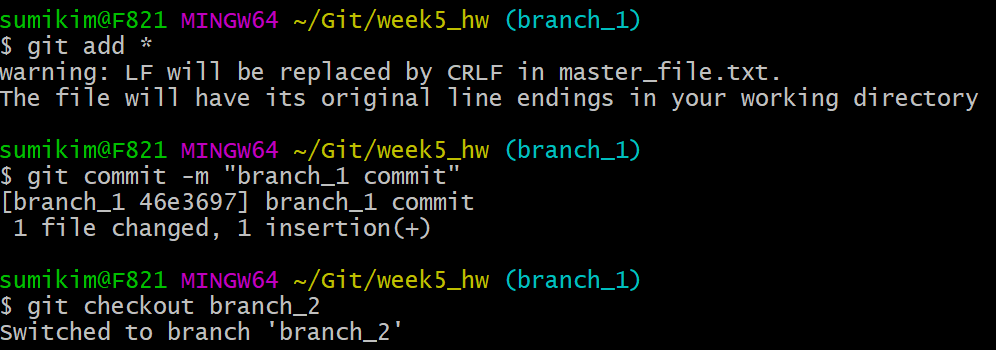 sumikim@F821 MINGW64 ~/Git/week5_hw (branch_1)
$ git add *
warning: LF will be replaced by CRLF in master_file.txt.
The file will have its original line endings in your working directory
sumikim@F821 MINGW64 ~/Git/week5_hw (branch_1)
$ git commit -m "branch_1 commit"
[branch_1 46e3697] branch_1 commit
 1 file changed, 1 insertion(+)
sumikim@F821 MINGW64 ~/Git/week5_hw (branch_1)
$ git checkout branch_2
Switched to branch 'branch_2'